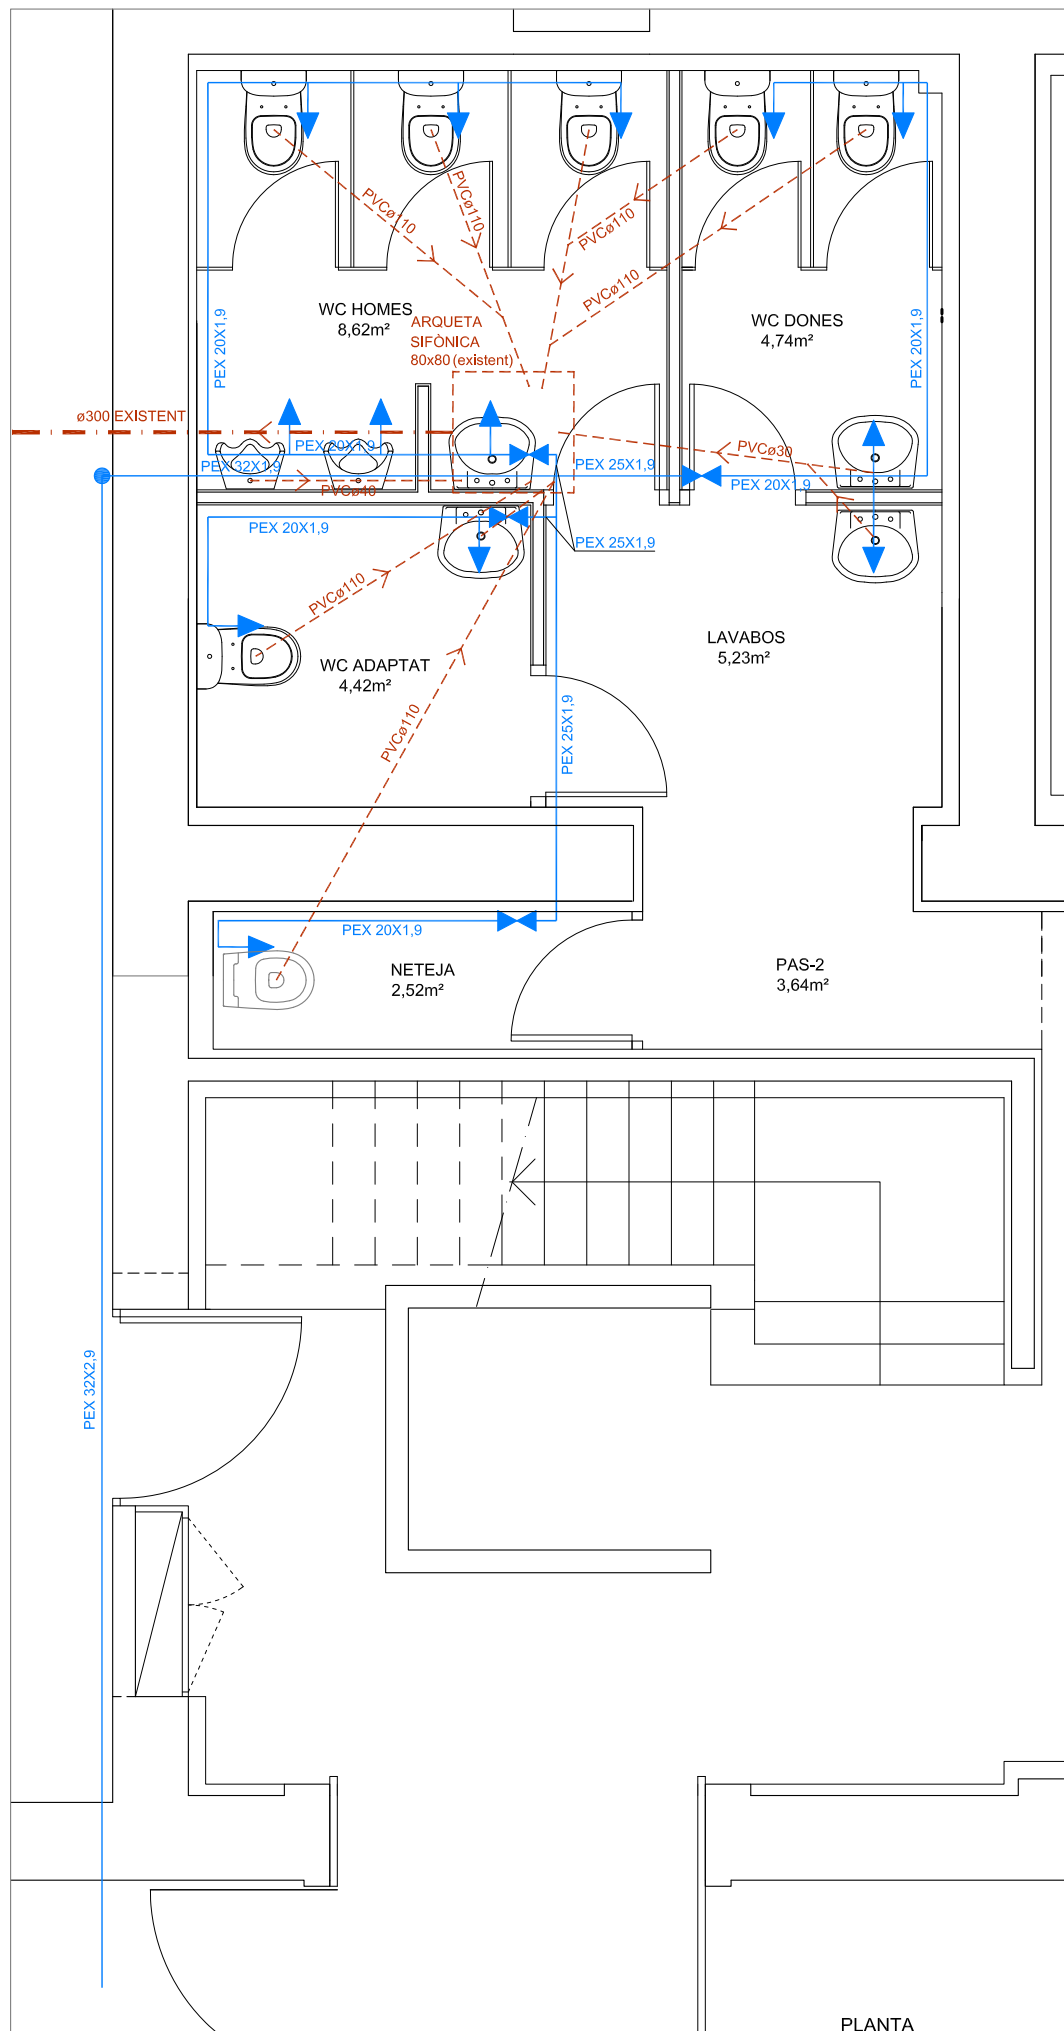 PVCø110
PVCø110
PVCø110
PVCø110
WC HOMES
8,62m²
ARQUETA
SIFÒNICA
80x80 (existent)
WC DONES
4,74m²
PEX 20X1,9
PEX 20X1,9
ø300 EXISTENT
PEX 20X1,9
PEX 32X1,9
PVCø40
PEX 25X1,9
PVCø30
PEX 20X1,9
PEX 20X1,9
PEX 25X1,9
PVCø110
WC ADAPTAT
4,42m²
LAVABOS
5,23m²
PVCø110
PEX 25X1,9
PEX 20X1,9
NETEJA
2,52m²
PAS-2
3,64m²
PEX 32X2,9
PLANTA